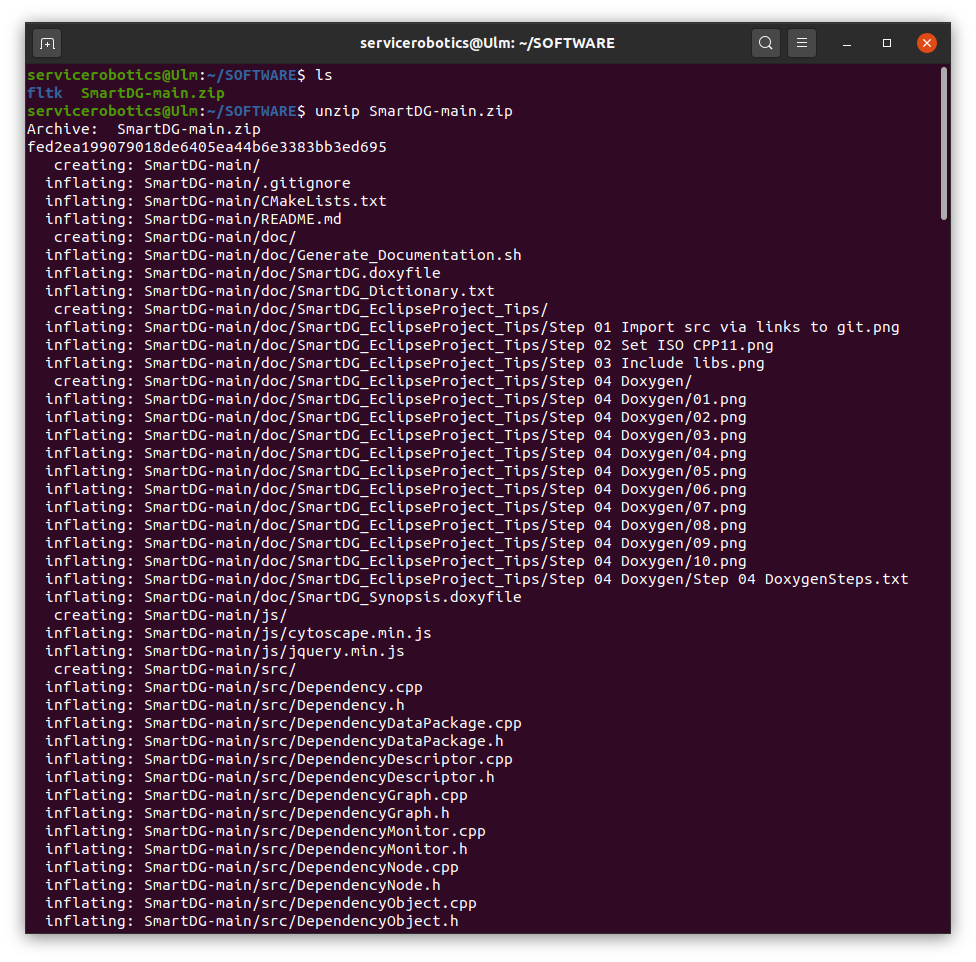 servicerobotics@Ulm: ~/SOFTWARE
servicerobotics@Ulm:~/SOFTWARE$ ls
fltk  SmartDG-main.zip
servicerobotics@Ulm:~/SOFTWARE$ unzip SmartDG-main.zip
Archive:  SmartDG-main.zip
fed2ea199079018de6405ea44b6e3383bb3ed695
   creating: SmartDG-main/
  inflating: SmartDG-main/.gitignore
  inflating: SmartDG-main/CMakeLists.txt
  inflating: SmartDG-main/README.md
   creating: SmartDG-main/doc/
  inflating: SmartDG-main/doc/Generate_Documentation.sh
  inflating: SmartDG-main/doc/SmartDG.doxyfile
  inflating: SmartDG-main/doc/SmartDG_Dictionary.txt
   creating: SmartDG-main/doc/SmartDG_EclipseProject_Tips/
  inflating: SmartDG-main/doc/SmartDG_EclipseProject_Tips/Step 01 Import src via links to git.png
  inflating: SmartDG-main/doc/SmartDG_EclipseProject_Tips/Step 02 Set ISO CPP11.png
  inflating: SmartDG-main/doc/SmartDG_EclipseProject_Tips/Step 03 Include libs.png
   creating: SmartDG-main/doc/SmartDG_EclipseProject_Tips/Step 04 Doxygen/
  inflating: SmartDG-main/doc/SmartDG_EclipseProject_Tips/Step 04 Doxygen/01.png
  inflating: SmartDG-main/doc/SmartDG_EclipseProject_Tips/Step 04 Doxygen/02.png
  inflating: SmartDG-main/doc/SmartDG_EclipseProject_Tips/Step 04 Doxygen/03.png
  inflating: SmartDG-main/doc/SmartDG_EclipseProject_Tips/Step 04 Doxygen/04.png
  inflating: SmartDG-main/doc/SmartDG_EclipseProject_Tips/Step 04 Doxygen/05.png
  inflating: SmartDG-main/doc/SmartDG_EclipseProject_Tips/Step 04 Doxygen/06.png
  inflating: SmartDG-main/doc/SmartDG_EclipseProject_Tips/Step 04 Doxygen/07.png
  inflating: SmartDG-main/doc/SmartDG_EclipseProject_Tips/Step 04 Doxygen/08.png
  inflating: SmartDG-main/doc/SmartDG_EclipseProject_Tips/Step 04 Doxygen/09.png
  inflating: SmartDG-main/doc/SmartDG_EclipseProject_Tips/Step 04 Doxygen/10.png
  inflating: SmartDG-main/doc/SmartDG_EclipseProject_Tips/Step 04 Doxygen/Step 04 DoxygenSteps.txt
  inflating: SmartDG-main/doc/SmartDG_Synopsis.doxyfile
   creating: SmartDG-main/js/
  inflating: SmartDG-main/js/cytoscape.min.js
  inflating: SmartDG-main/js/jquery.min.js
   creating: SmartDG-main/src/
  inflating: SmartDG-main/src/Dependency.cpp
  inflating: SmartDG-main/src/Dependency.h
  inflating: SmartDG-main/src/DependencyDataPackage.cpp
  inflating: SmartDG-main/src/DependencyDataPackage.h
  inflating: SmartDG-main/src/DependencyDescriptor.cpp
  inflating: SmartDG-main/src/DependencyDescriptor.h
  inflating: SmartDG-main/src/DependencyGraph.cpp
  inflating: SmartDG-main/src/DependencyGraph.h
  inflating: SmartDG-main/src/DependencyMonitor.cpp
  inflating: SmartDG-main/src/DependencyMonitor.h
  inflating: SmartDG-main/src/DependencyNode.cpp
  inflating: SmartDG-main/src/DependencyNode.h
  inflating: SmartDG-main/src/DependencyObject.cpp
  inflating: SmartDG-main/src/DependencyObject.h